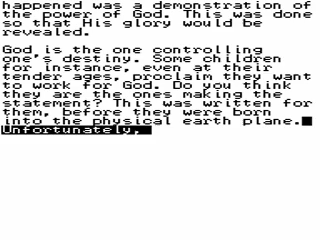 happened was a demonstration of
the power of God. This was done
so that His glory would be
revealed.
God is the one controlling
one's destiny. Some children
for instance, even at their
tender ages, proclaim they want
to work for God. Do you think
they are the ones making the
statement? This was written for
them, before they were born
into the physical earth plane.
Unfortunately,